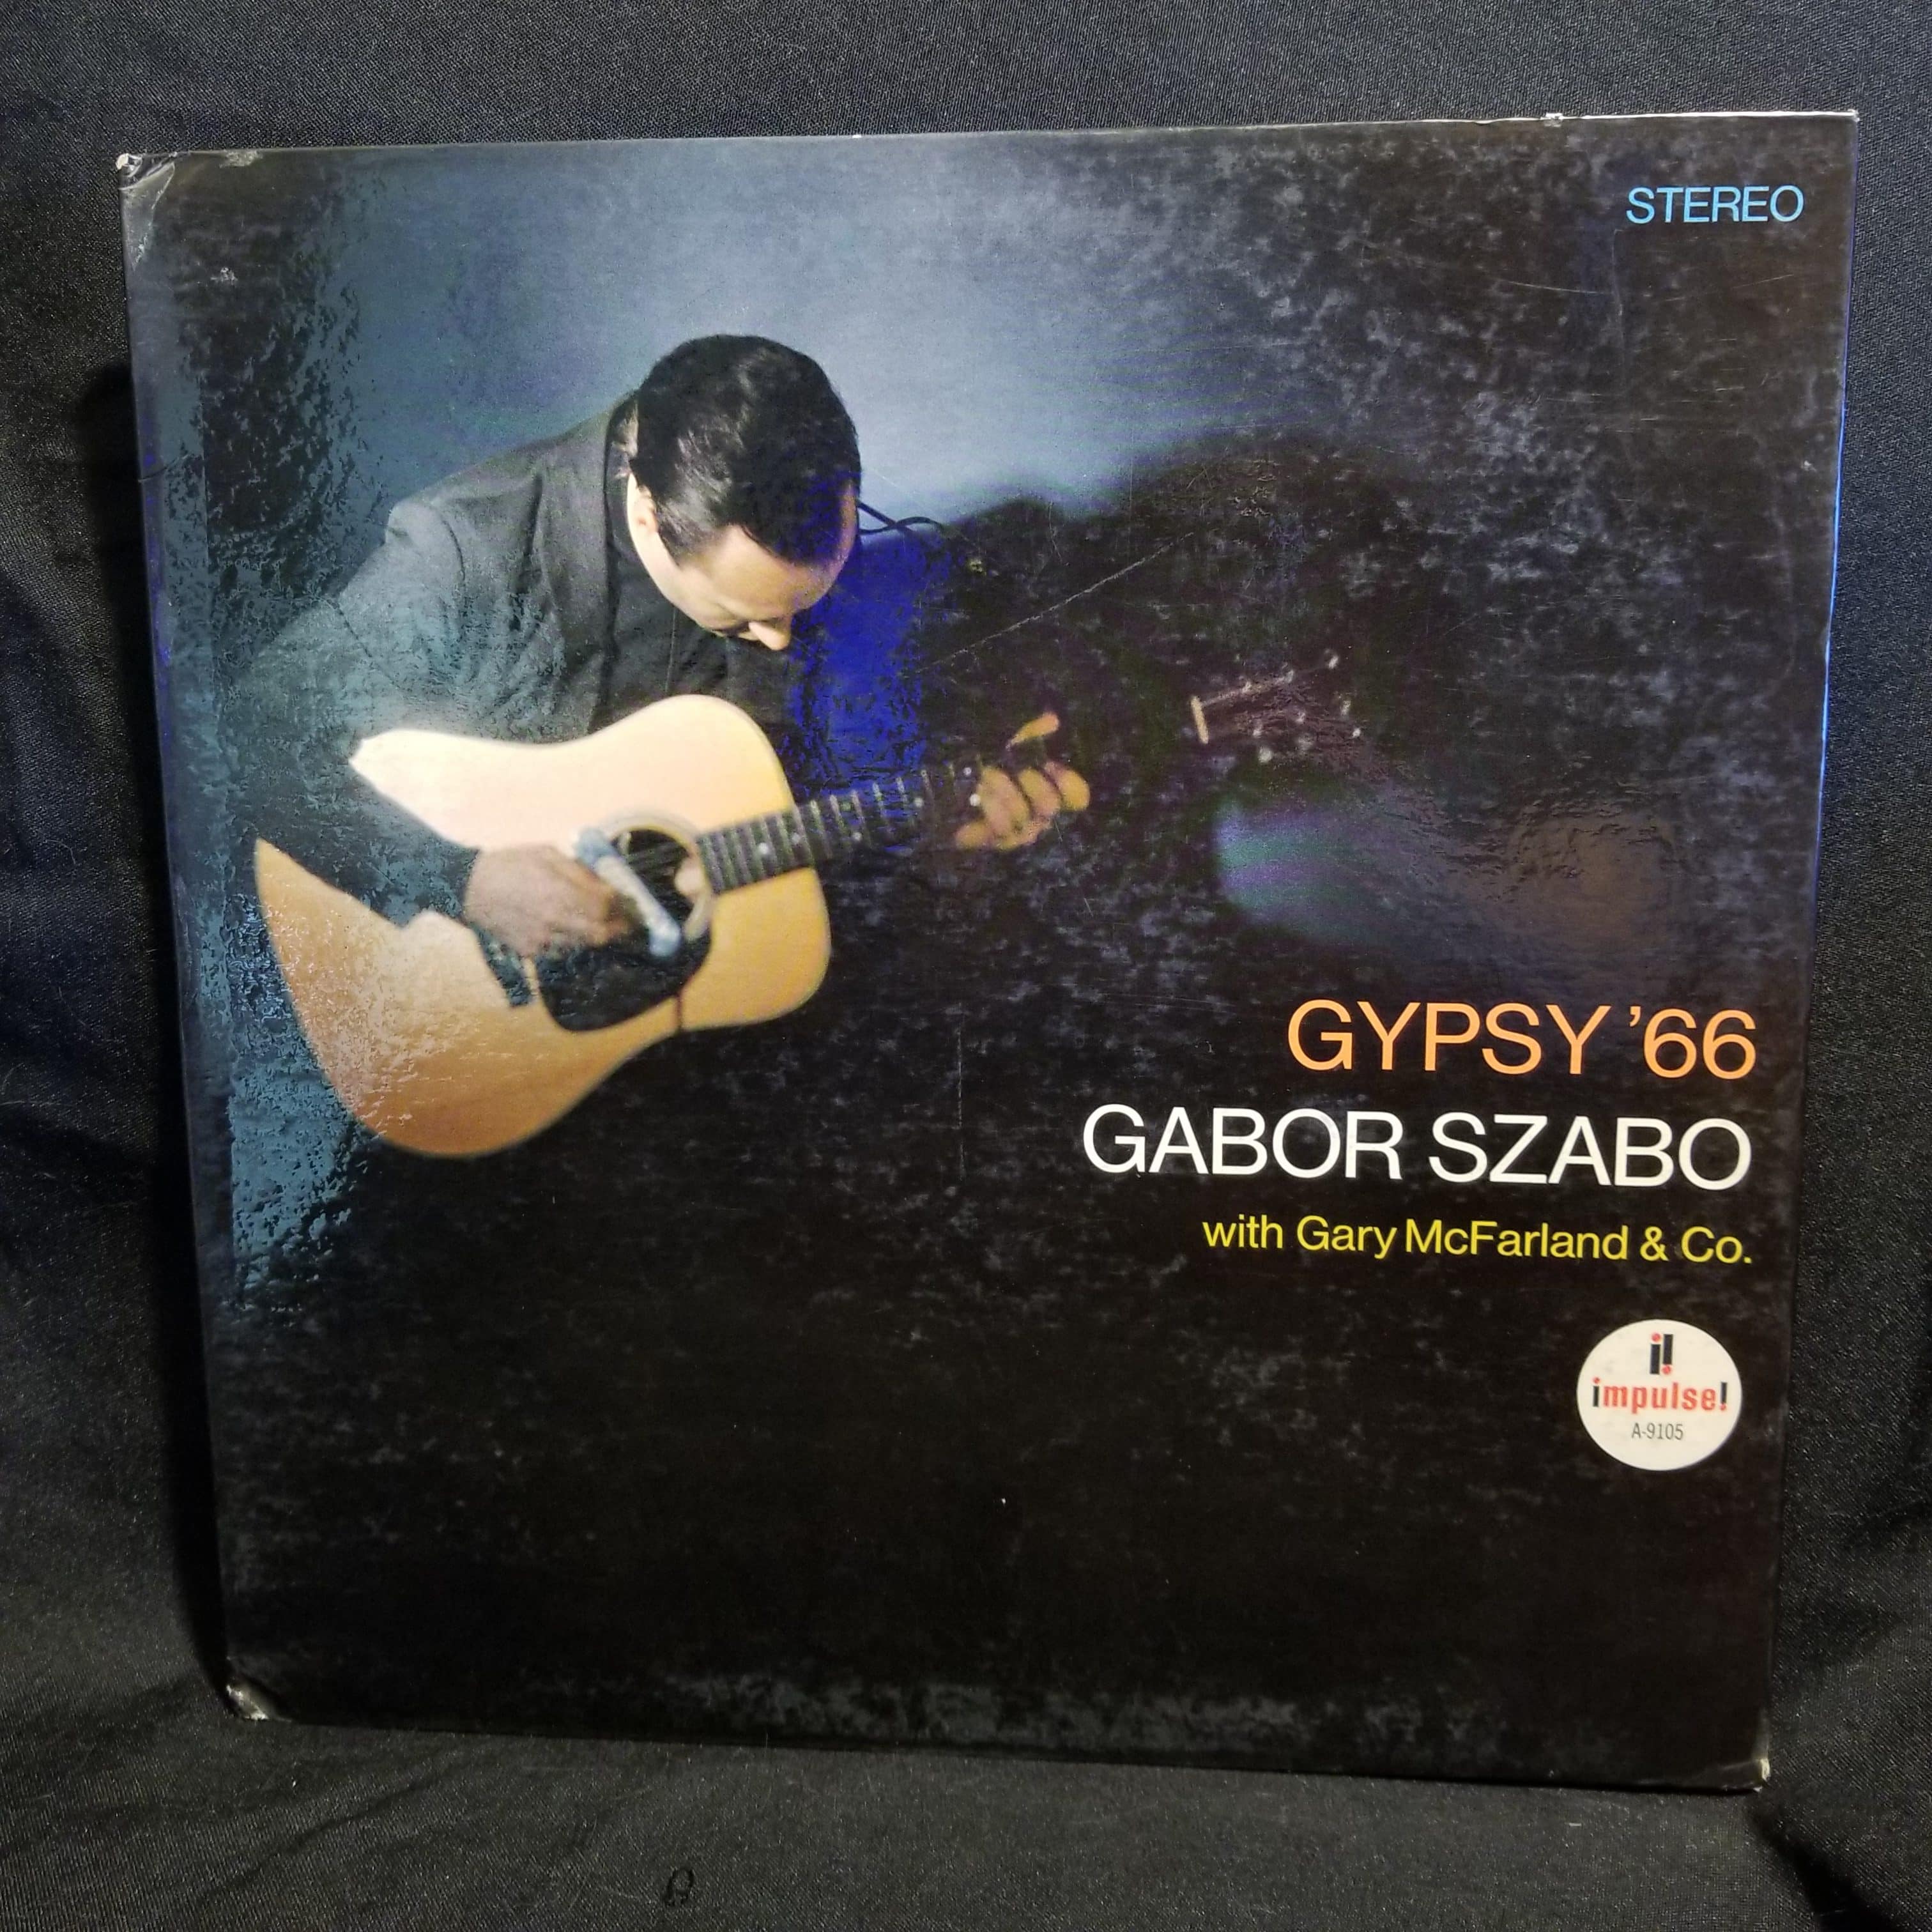 STEREO
GYPSY '66
GABOR SZABO
with Gary McFarland & Co.
impulse!
A-9105